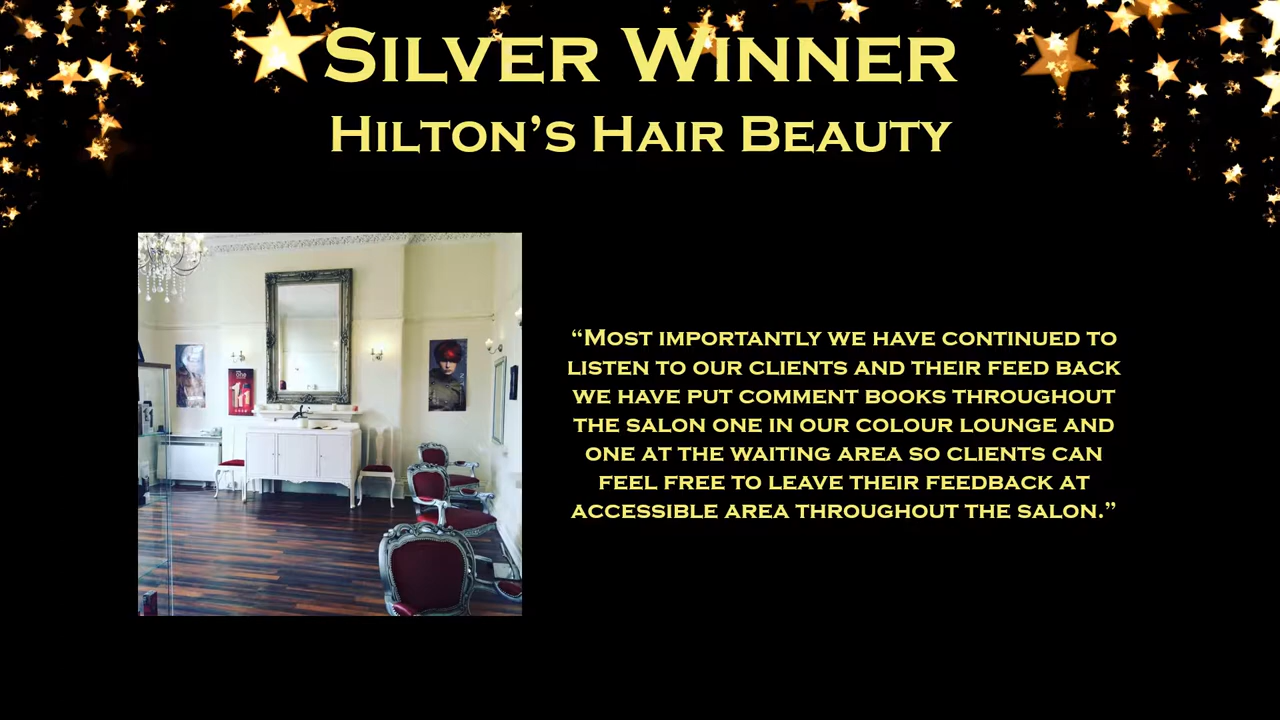 Silver Winner
Hilton’s Hair Beauty
“Most importantly we have continued to
listen to our clients and their feed back
we have put comment books throughout
the salon one in our colour lounge and
one at the waiting area so clients can
feel free to leave their feedback at
accessible area throughout the salon.”